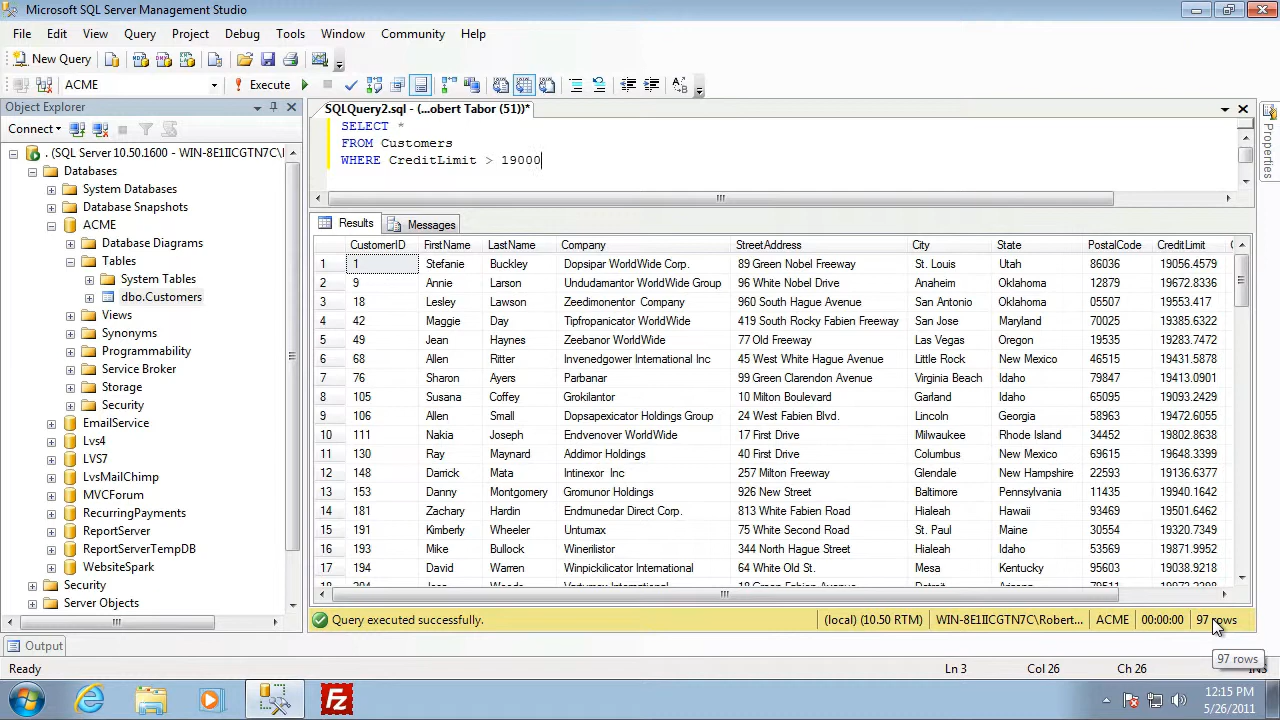 Microsoft SQL Server Management Studio
File Edit View Query Project Debug Tools Window Community Help
New Query
ACME Execute
Object Explorer
Connect
. (SQL Server 10.50.1600 - WIN-8E1IICGTN7C\
Databases
System Databases
Database Snapshots
ACME
Database Diagrams
Tables
System Tables
dbo.Customers
Views
Synonyms
Programmability
Service Broker
Storage
Security
EmailService
Lvs4
LVS7
LvsMailChimp
MVCForum
RecurringPayments
ReportServer
ReportServerTempDB
WebsiteSpark
Security
Server Objects
SQLQuery2.sql - (...obert Tabor (51))*
SELECT *
FROM Customers
WHERE CreditLimit > 19000
Properties
Results Messages
CustomerID FirstName LastName Company StreetAddress City State PostalCode CreditLimit
1 1 Stefanie Buckley Dopsipar WorldWide Corp. 89 Green Nobel Freeway St. Louis Utah 86036 19056.4579
2 9 Annie Larson Undudamantor WorldWide Group 96 White Nobel Drive Anaheim Oklahoma 12879 19672.8336
3 18 Lesley Lawson Zeedimonentor Company 960 South Hague Avenue San Antonio Oklahoma 05507 19553.417
4 42 Maggie Day Tipfropanicator WorldWide 419 South Rocky Fabien Freeway San Jose Maryland 70025 19385.6322
5 49 Jean Haynes Zeebanor WorldWide 77 Old Freeway Las Vegas Oregon 19535 19283.7472
6 68 Allen Ritter Invenedgower International Inc 45 West White Hague Avenue Little Rock New Mexico 46515 19431.5878
7 76 Sharon Ayers Parbanar 99 Green Clarendon Avenue Virginia Beach Idaho 79847 19413.0901
8 105 Susana Coffey Grokilantor 10 Milton Boulevard Garland Idaho 65095 19093.2429
9 106 Allen Small Dopsapexicator Holdings Group 24 West Fabien Blvd. Lincoln Georgia 58963 19472.6055
10 111 Nakia Joseph Endvenover WorldWide 17 First Drive Milwaukee Rhode Island 34452 19802.8638
11 130 Ray Maynard Addimor Holdings 40 First Drive Columbus New Mexico 69615 19648.3399
12 148 Darrick Mata Intinexor Inc 257 Milton Freeway Glendale New Hampshire 22593 19136.6377
13 153 Danny Montgomery Gromunor Holdings 926 New Street Baltimore Pennsylvania 11435 19940.1642
14 181 Zachary Hardin Endmunedar Direct Corp. 813 White Fabien Road Hialeah Hawaii 93469 19501.6462
15 191 Kimberly Wheeler Untumax 75 White Second Road St. Paul Maine 30554 19320.7349
16 193 Mike Bullock Winerilistor 344 North Hague Street Hialeah Idaho 53569 19871.9952
17 194 David Warren Winpickilicator International 64 White Old St. Mesa Kentucky 95603 19038.9218
Query executed successfully. (local) (10.50 RTM) WIN-8E1IICGTN7C\Robert... ACME 00:00:00 97 rows
97 rows
Output
Ready Ln 3 Col 26 Ch 26 INS
12:15 PM
5/26/2011